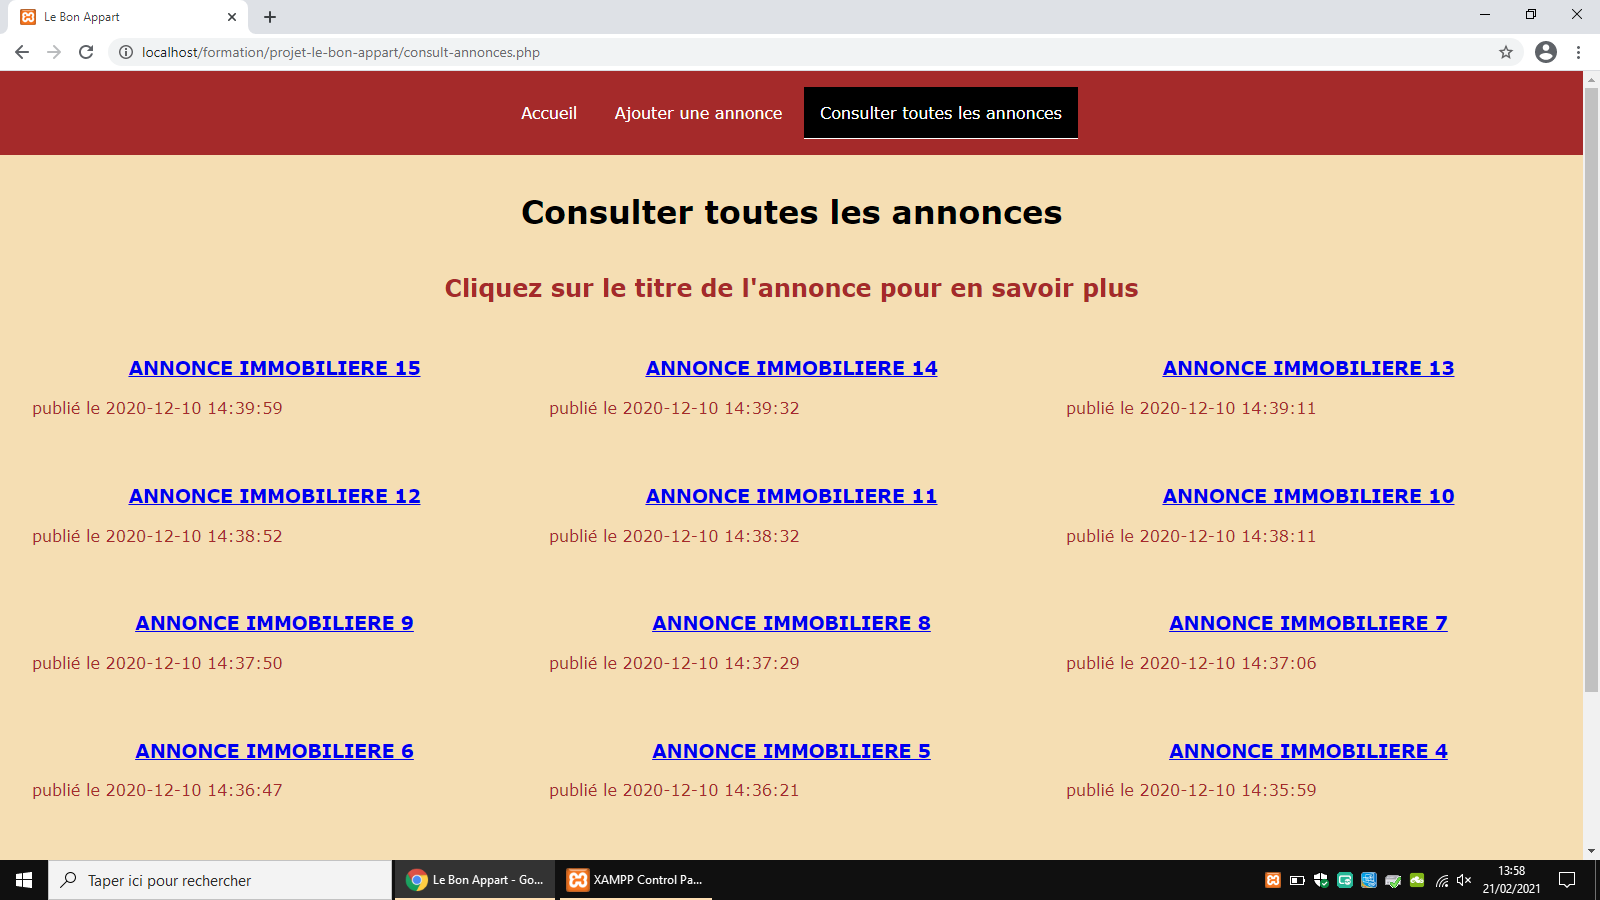 Le Bon Appart
localhost/formation/projet-le-bon-appart/consult-annonces.php
Accueil Ajouter une annonce Consulter toutes les annonces
Consulter toutes les annonces
Cliquez sur le titre de l'annonce pour en savoir plus
ANNONCE IMMOBILIERE 15 ANNONCE IMMOBILIERE 14 ANNONCE IMMOBILIERE 13
publié le 2020-12-10 14:39:59 publié le 2020-12-10 14:39:32 publié le 2020-12-10 14:39:11
ANNONCE IMMOBILIERE 12 ANNONCE IMMOBILIERE 11 ANNONCE IMMOBILIERE 10
publié le 2020-12-10 14:38:52 publié le 2020-12-10 14:38:32 publié le 2020-12-10 14:38:11
ANNONCE IMMOBILIERE 9 ANNONCE IMMOBILIERE 8 ANNONCE IMMOBILIERE 7
publié le 2020-12-10 14:37:50 publié le 2020-12-10 14:37:29 publié le 2020-12-10 14:37:06
ANNONCE IMMOBILIERE 6 ANNONCE IMMOBILIERE 5 ANNONCE IMMOBILIERE 4
publié le 2020-12-10 14:36:47 publié le 2020-12-10 14:36:21 publié le 2020-12-10 14:35:59
Taper ici pour rechercher Le Bon Appart - Go... XAMPP Control Pa... 13:58
21/02/2021